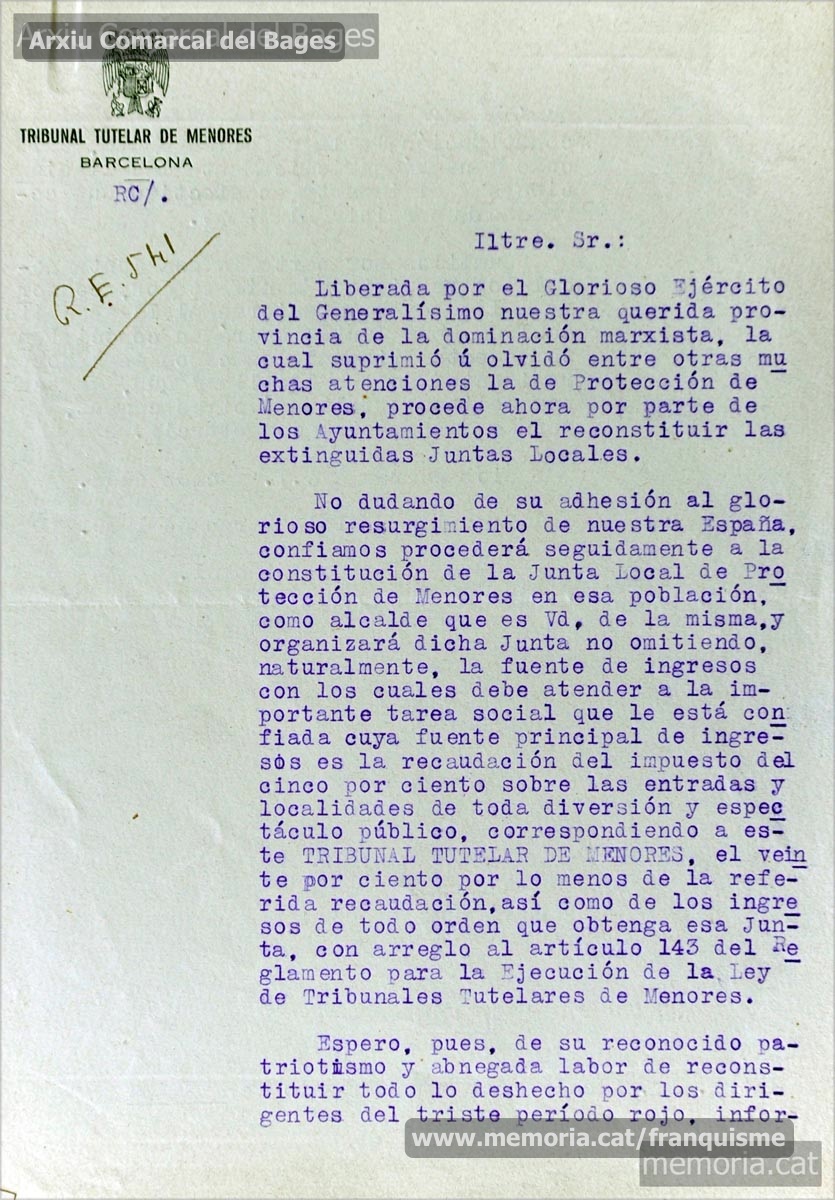 Arxiu Comarcal del Bages
Arxiu Comarcal del Bages
TRIBUNAL TUTELAR DE MENORES
BARCELONA
RC/.
R.E. 541
Iltre. Sr.:
Liberada por el Glorioso Ejército
del Generalísimo nuestra querida pro-
vincia de la dominación marxista, la
cual suprimió ú olvidó entre otras mu
chas atenciones la de Protección de
Menores, procede ahora por parte de
los Ayuntamientos el reconstituir las
extinguidas Juntas Locales.
No dudando de su adhesión al glo-
rioso resurgimiento de nuestra España,
confiamos procederá seguidamente a la
constitución de la Junta Local de Pro
tección de Menores en esa población,
como alcalde que es Vd, de la misma,y
organizará dicha Junta no omitiendo,
naturalmente, la fuente de ingresos
con los cuales debe atender a la im-
portante tarea social que le está con
fiada cuya fuente principal de ingre-
sos es la recaudación del impuesto del
cinco por ciento sobre las entradas y
localidades de toda diversión y espec
táculo público, correspondiendo a es-
te TRIBUNAL TUTELAR DE MENORES, el vein
te por ciento por lo menos de la refe-
rida recaudación,así como de los ingre
sos de todo orden que obtenga esa Jun-
ta, con arreglo al artículo 143 del Re
glamento para la Ejecución de la Ley
de Tribunales Tutelares de Menores.
Espero, pues, de su reconocido pa-
triotismo y abnegada labor de recons-
tituir todo lo deshecho por los diri-
gentes del triste período rojo, infor-
www.memoria.cat/franquisme
memoria.cat